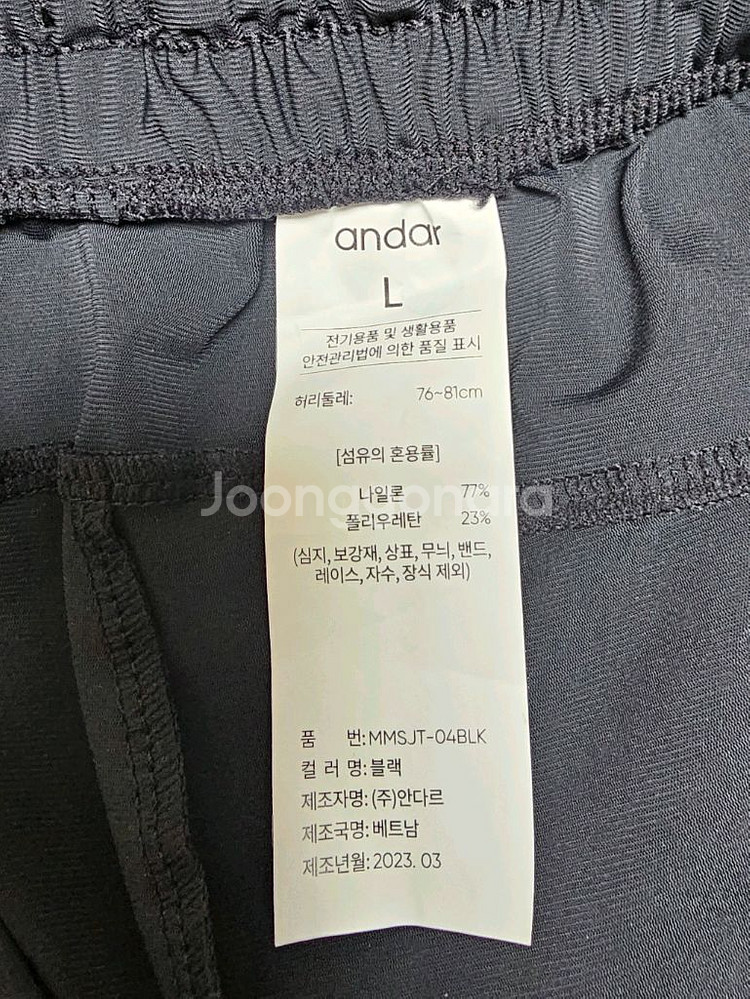 andar
L
전기용품 및 생활용품
안전관리법에 의한 품질 표시
허리둘레: 76~81cm
[섬유의 혼용률]
나일론 77%
Joonggonara
폴리우레탄 23%
(심지, 보강재, 상표, 무늬, 밴드,
레이스, 자수, 장식 제외)
품 번: MMSJT-04BLK
컬 러 명: 블랙
제조자명: (주)안다르
제조국명: 베트남
제조년월: 2023. 03